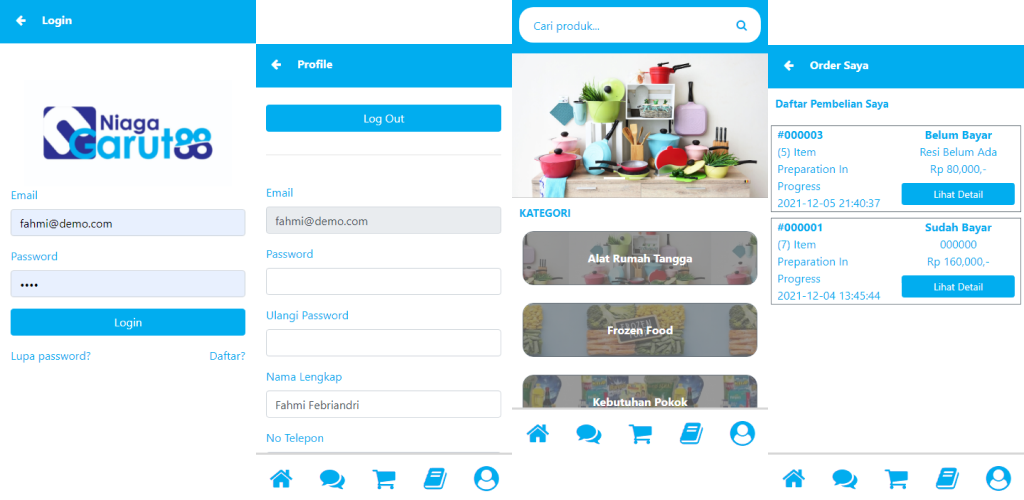 Login
Niaga
Garut88
Email
fahmi@demo.com
Password
••••
Login
Lupa password?
Daftar?
Profile
Log Out
Email
fahmi@demo.com
Password
Ulangi Password
Nama Lengkap
Fahmi Febriandri
No Telepon
Cari produk...
KATEGORI
Alat Rumah Tangga
FROZEN
Frozen Food
Kebutuhan Pokok
Order Saya
Daftar Pembelian Saya
#000003
Belum Bayar
(5) Item
Resi Belum Ada
Preparation In
Progress
Rp 80,000,-
2021-12-05 21:40:37
Lihat Detail
#000001
Sudah Bayar
(7) Item
000000
Preparation In
Progress
Rp 160,000,-
2021-12-04 13:45:44
Lihat Detail